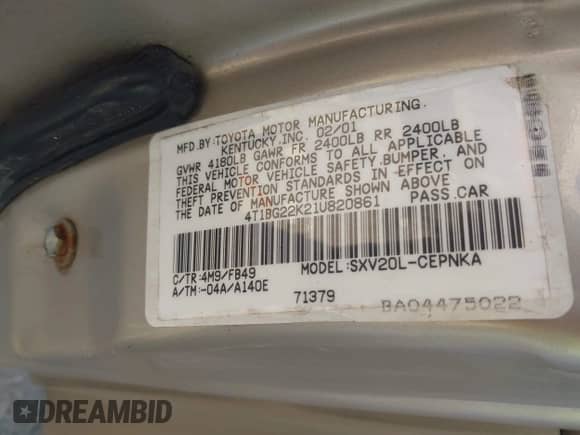 MFD.BY:TOYOTA MOTOR MANUFACTURING.
KENTUCKY,INC. 02/01
GVWR 4180LB GAWR FR 2400LB RR 2400LB
THIS VEHICLE CONFORMS TO ALL APPLICABLE
FEDERAL MOTOR VEHICLE SAFETY,BUMPER, AND
THEFT PREVENTION STANDARDS IN EFFECT ON
THE DATE OF MANUFACTURE SHOWN ABOVE
4T1BG22K21U820861 PASS.CAR
C/TR:4M9/FB49 MODEL:SXV20L-CEPNKA
A/TM:-04A/A140E 71379 BA04475022
DREAMBID